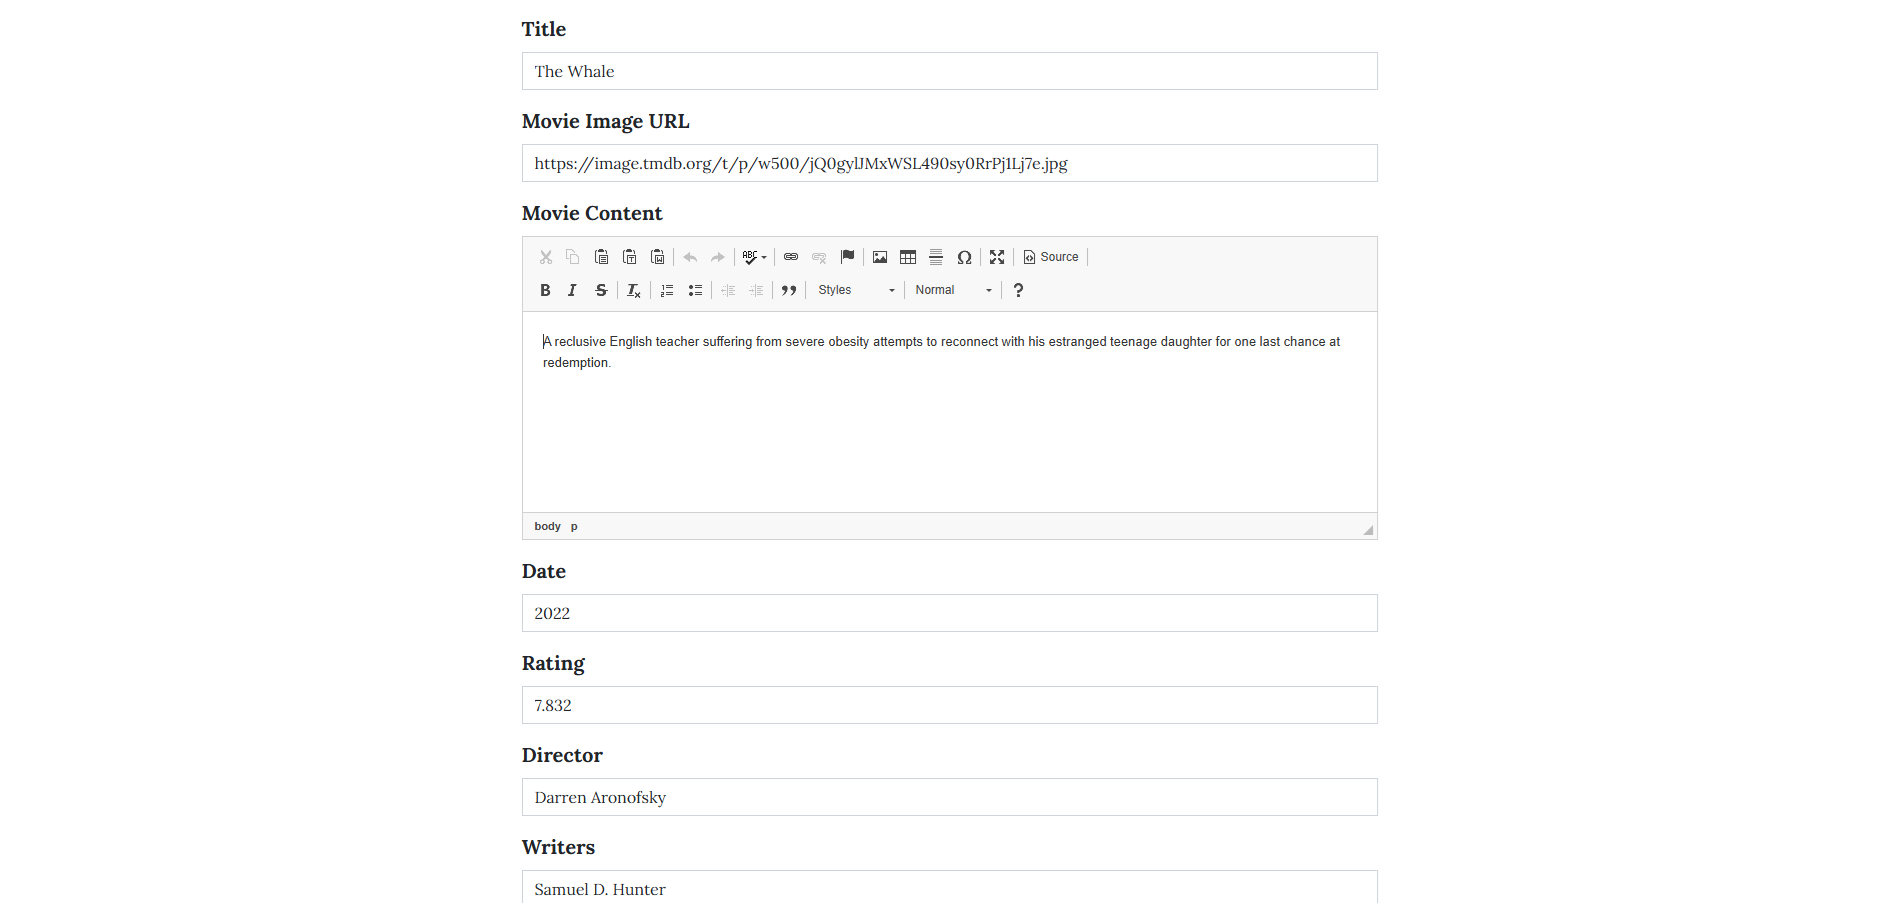 Title
The Whale
Movie Image URL
https://image.tmdb.org/t/p/w500/jQ0gylJMxWSL490sy0RrPj1Lj7e.jpg
Movie Content
ABC
Source
B I S Tx Styles Normal ?
A reclusive English teacher suffering from severe obesity attempts to reconnect with his estranged teenage daughter for one last chance at
redemption.
body p
Date
2022
Rating
7.832
Director
Darren Aronofsky
Writers
Samuel D. Hunter